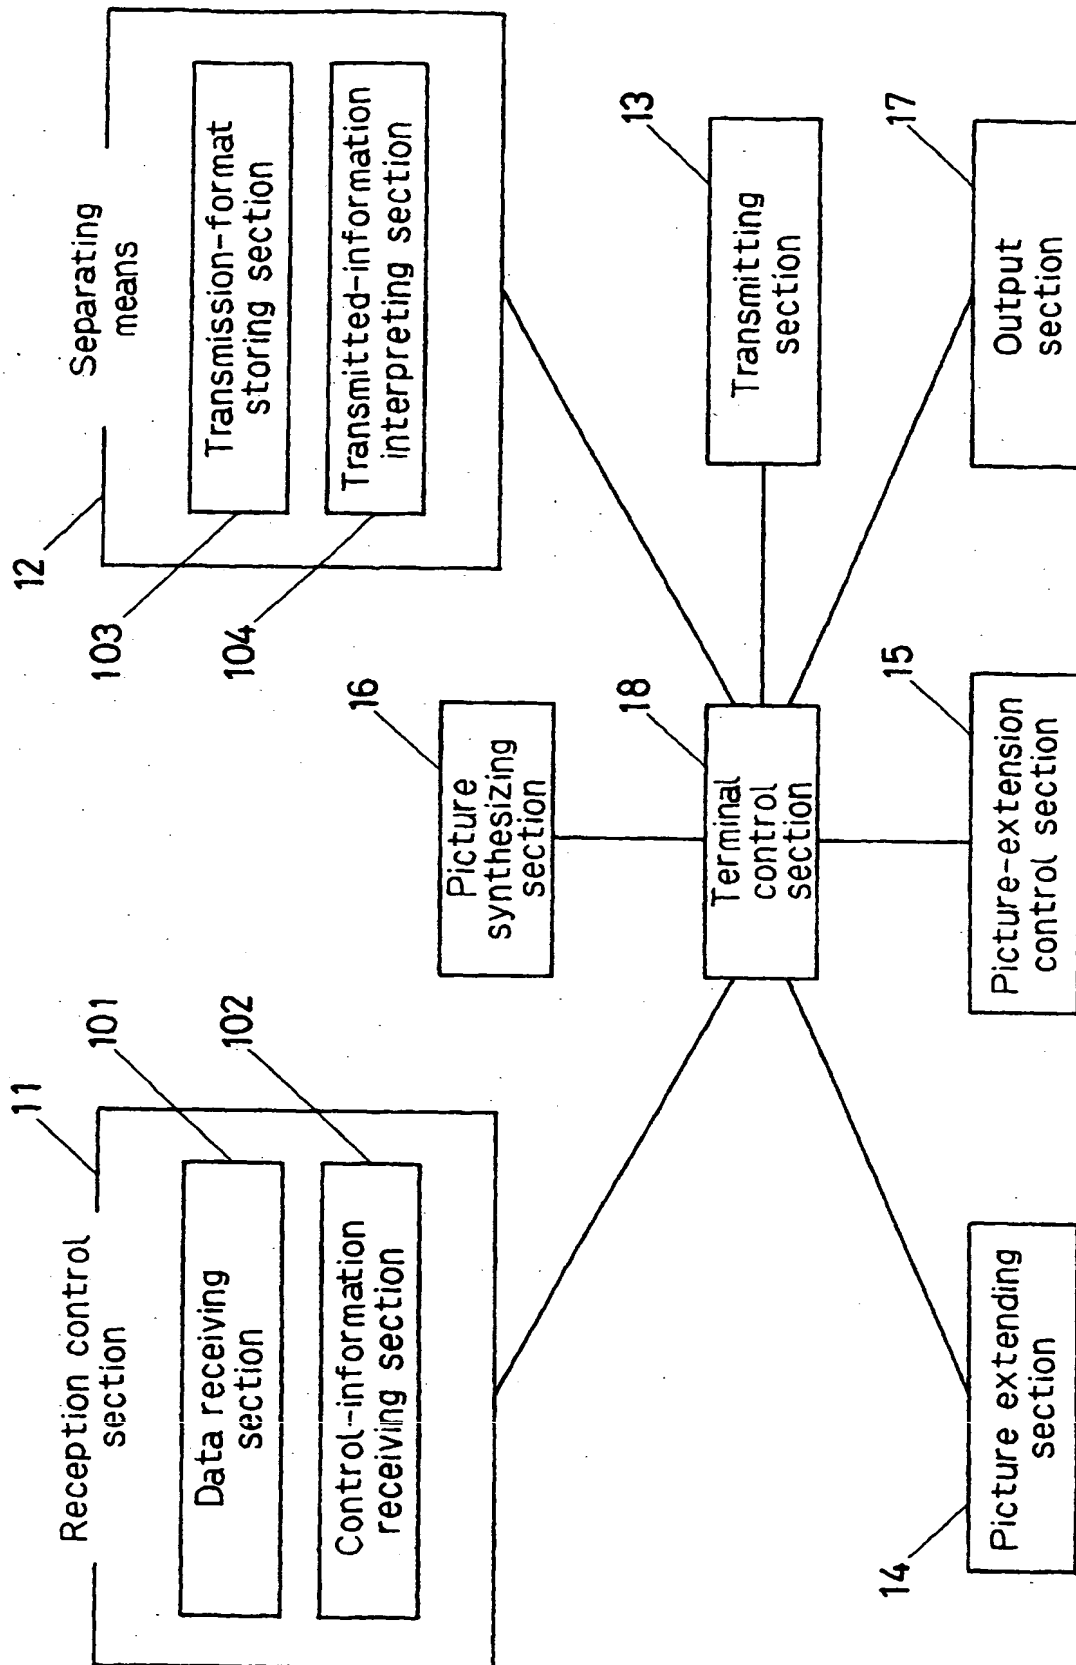 11
Reception control
section
101
Data receiving
section
102
Control-information
receiving section
12
Separating
means
103
Transmission-format
storing section
104
Transmitted-information
interpreting section
16
Picture
synthesizing
section
18
Terminal
control
section
13
Transmitting
section
14
Picture extending
section
15
Picture-extension
control section
17
Output
section